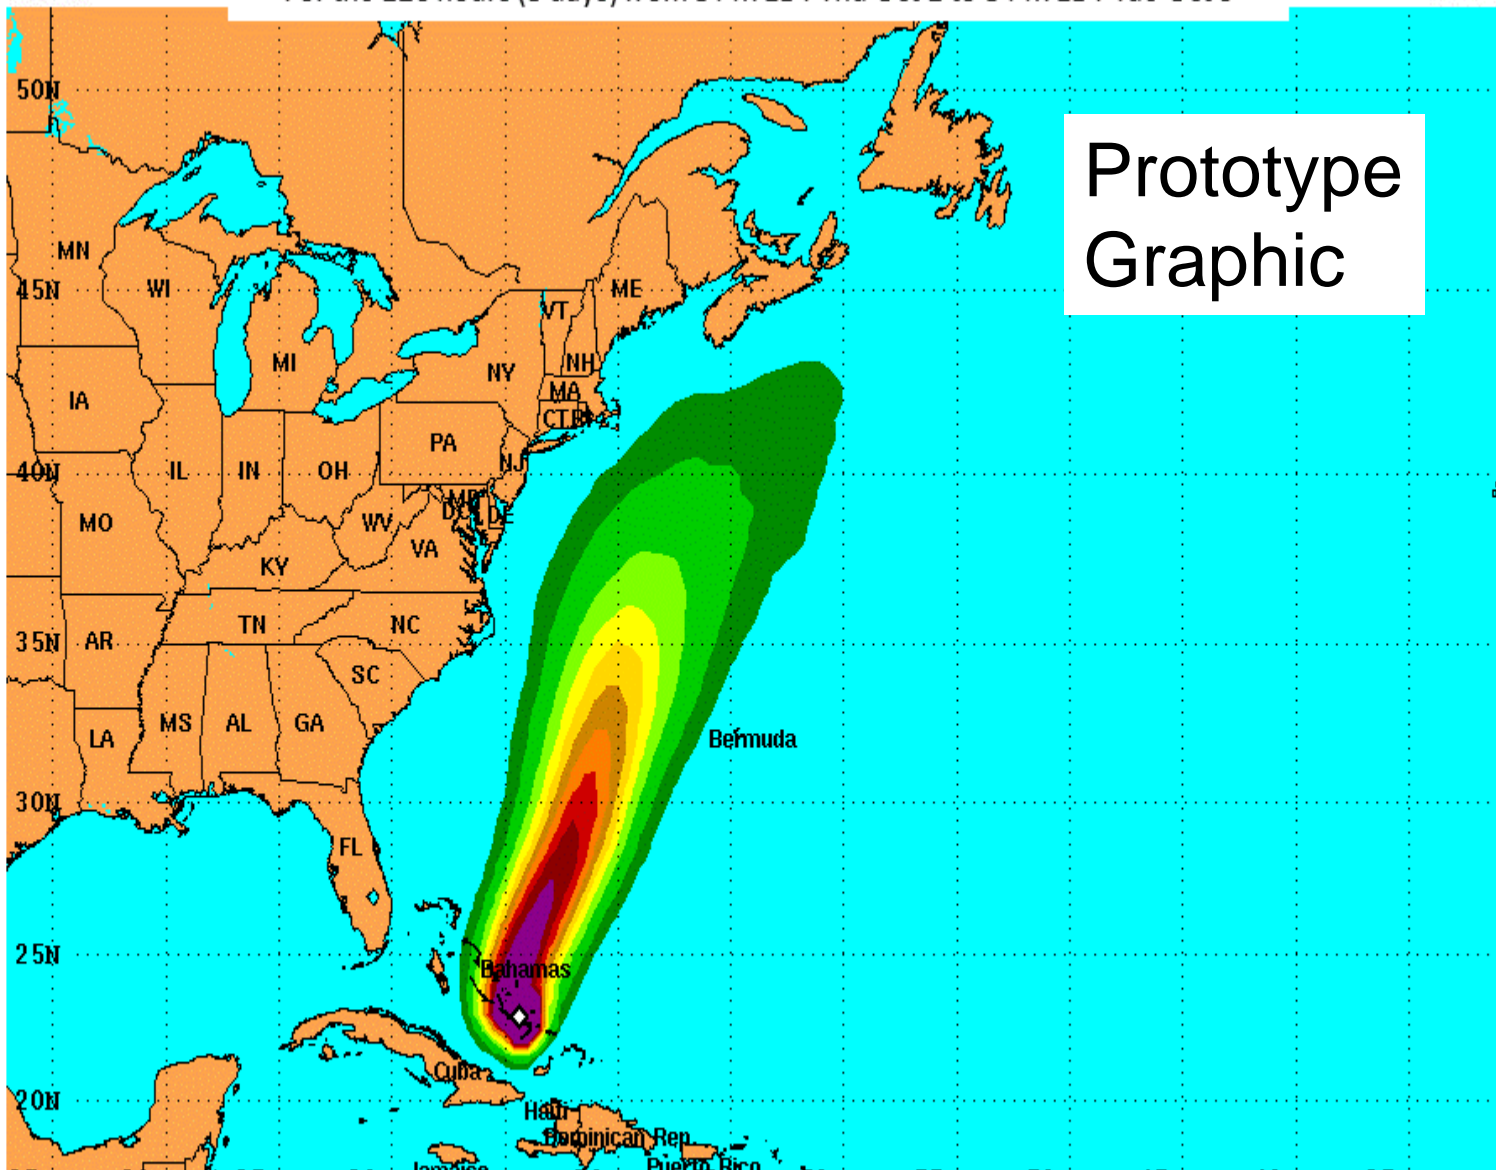 50N
Prototype
Graphic
MN
45N
WI
ME
VT
MI
NH
NY
IA
MA
PA
NJ
40N
IL
IN
OH
MO
WV
DE
VA
KY
TN
NC
AR
35N
SC
MS
AL
GA
LA
Bermuda
30N
FL
25N
Bahamas
Cuba
20N
Haiti
Dominican Rep
Jamaica
Puerto Rico